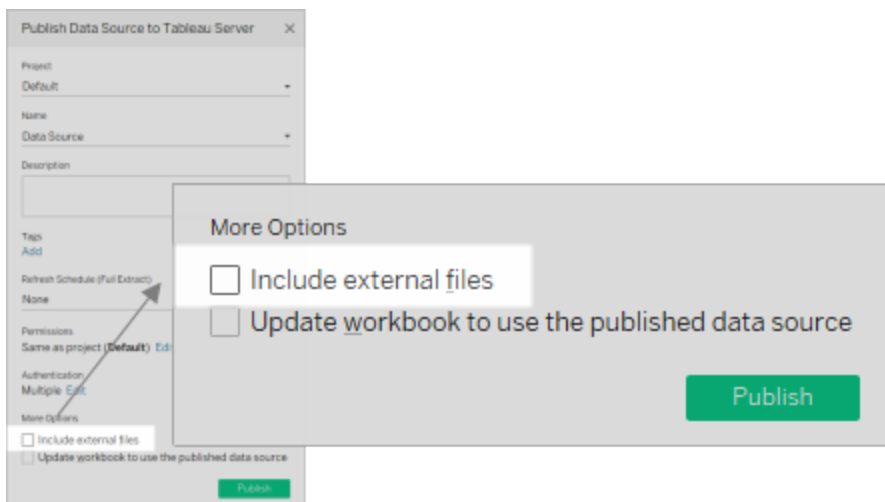 Publish Data Source to Tableau Server
Project
Default
Name
Data Source
Description
Tags
Add
Refresh Schedule (Full Extract)
None
Permissions
Same as project (Default) Edi
Authentication
Multiple Edit
More Options
Include external files
Update workbook to use the published data source
Publish
More Options
Include external files
Update workbook to use the published data source
Publish